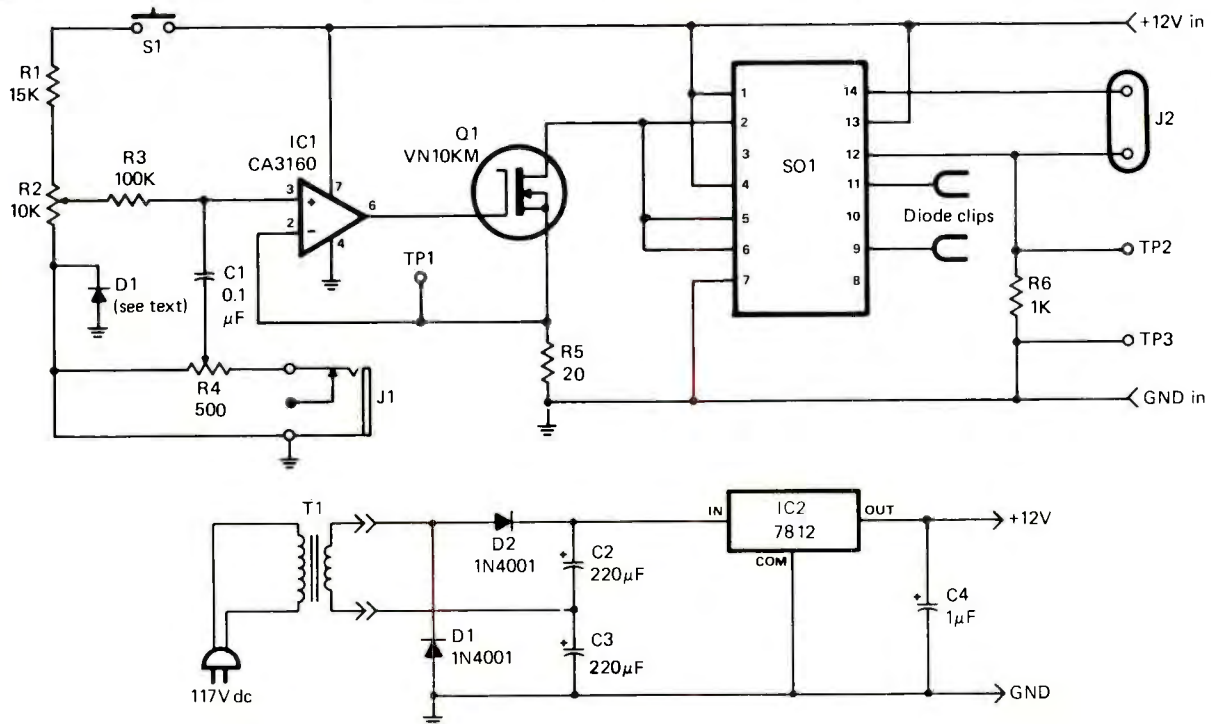 S1
+12V in
R1
15K
R2
10K
R3
100K
IC1
CA3160
3
+
2
-
7
6
4
Q1
VN10KM
TP1
D1
(see text)
C1
0.1
μF
R4
500
J1
R5
20
1
2
3
4
5
6
7
SO1
14
13
12
11
10
9
8
Diode clips
J2
TP2
R6
1K
TP3
GND in
T1
117V dc
D2
1N4001
D1
1N4001
C2
+
220μF
C3
+
220μF
IN
IC2
7812
OUT
COM
+12V
C4
+
1μF
GND